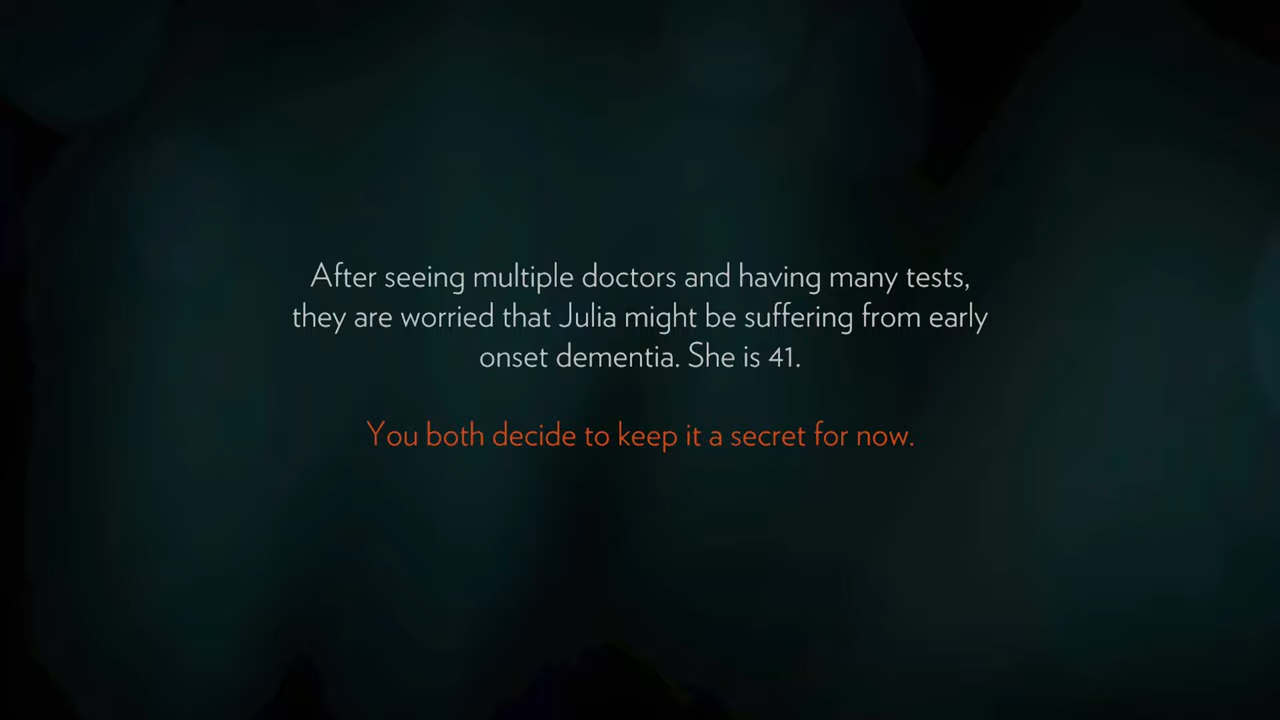 After seeing multiple doctors and having many tests,
they are worried that Julia might be suffering from early
onset dementia. She is 41.
You both decide to keep it a secret for now.